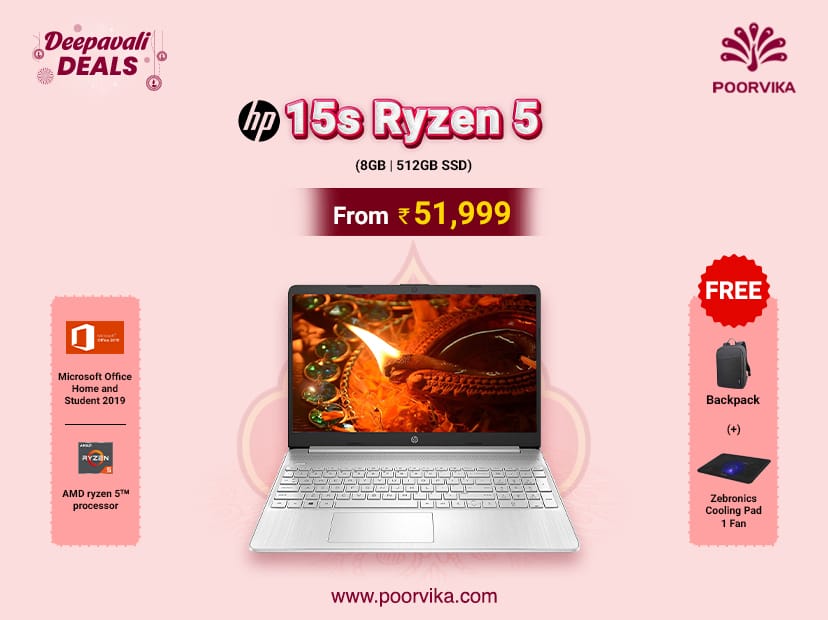 Deepavali
DEALS
POORVIKA
hp 15s Ryzen 5
(8GB | 512GB SSD)
From ₹51,999
Microsoft
Office 2019
Microsoft Office
Home and
Student 2019
AMD
RYZEN
5
AMD ryzen 5™
processor
FREE
Backpack
(+)
Zebronics
Cooling Pad
1 Fan
hp
www.poorvika.com